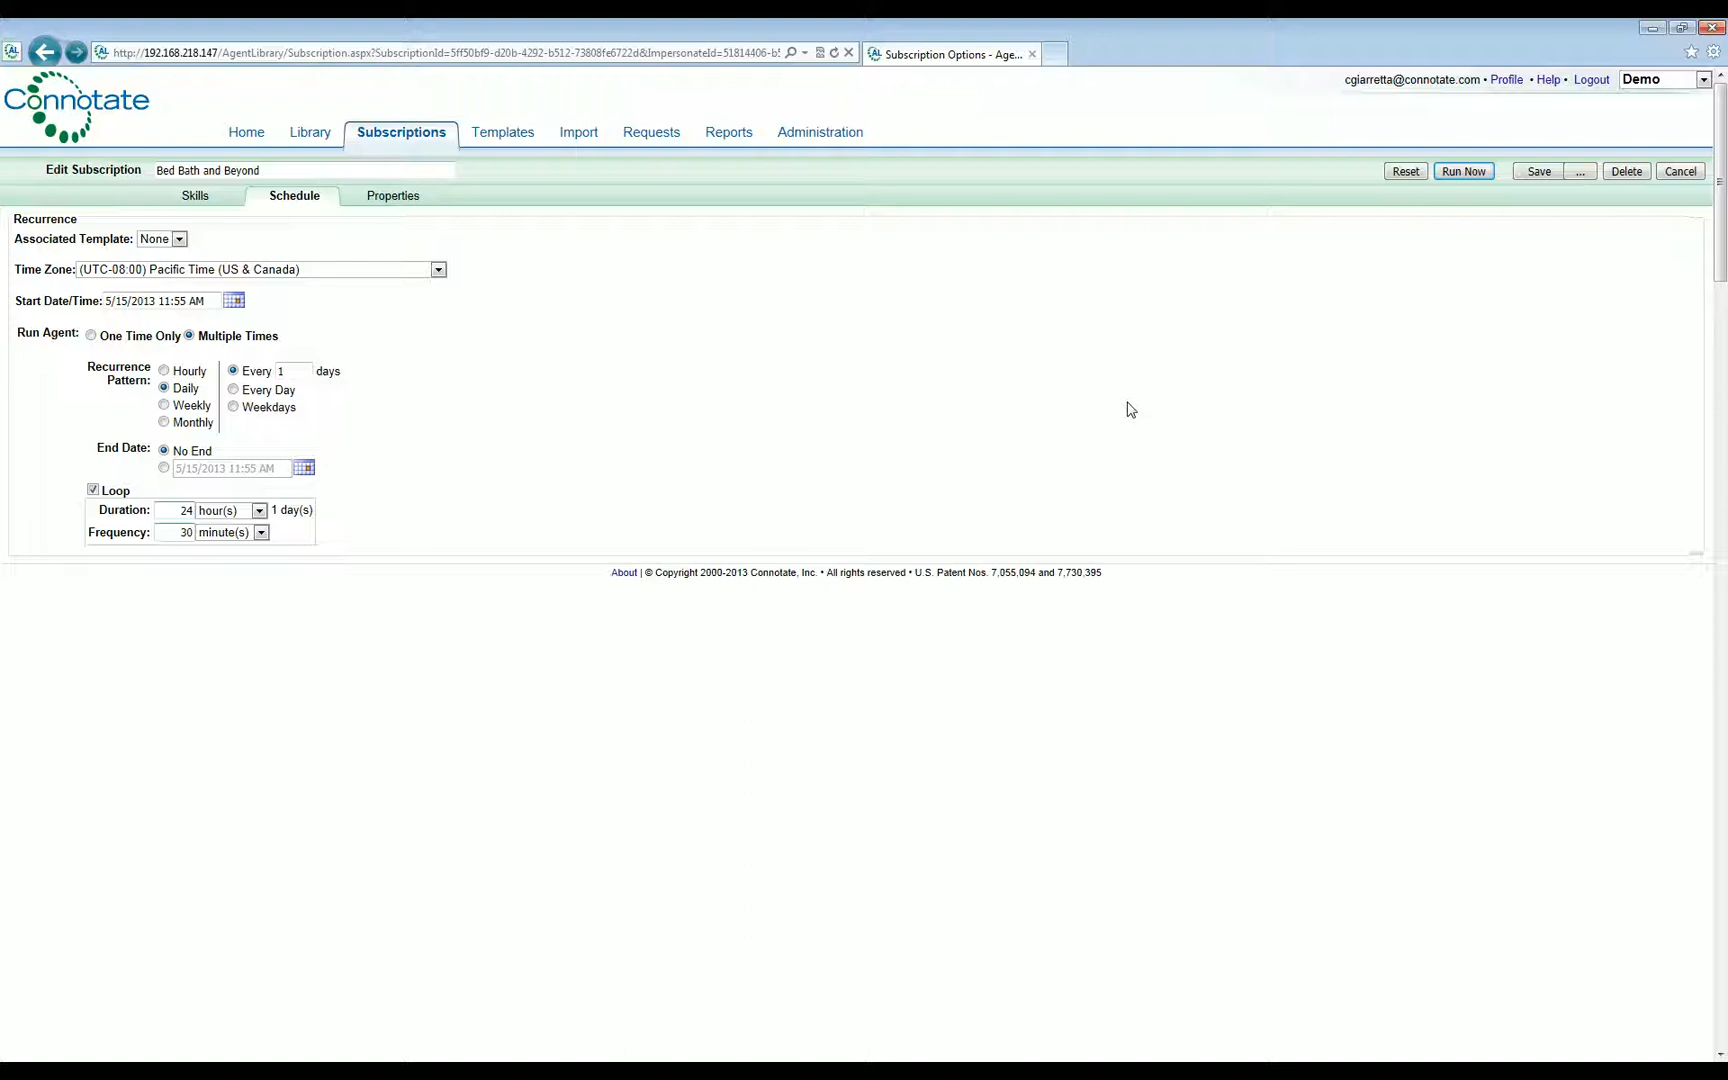 http://192.168.218.147/AgentLibrary/Subscription.aspx?SubscriptionId=5ff50bf9-d20b-4292-b512-73808fe6722d&ImpersonateId=51814406-b!
Subscription Options - Age...
cgiarretta@connotate.com • Profile • Help • Logout Demo
Connotate
Home Library Subscriptions Templates Import Requests Reports Administration
Edit Subscription Bed Bath and Beyond Reset Run Now Save ... Delete Cancel
Skills Schedule Properties
Recurrence
Associated Template: None
Time Zone: (UTC-08:00) Pacific Time (US & Canada)
Start Date/Time: 5/15/2013 11:55 AM
Run Agent: One Time Only Multiple Times
Recurrence Pattern: Hourly Every 1 days
Daily Every Day
Weekly Weekdays
Monthly
End Date: No End
5/15/2013 11:55 AM
Loop
Duration: 24 hour(s) 1 day(s)
Frequency: 30 minute(s)
About | © Copyright 2000-2013 Connotate, Inc. • All rights reserved • U.S. Patent Nos. 7,055,094 and 7,730,395